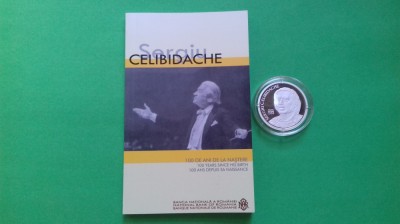 Sergiu
CELIBIDACHE
100 DE ANI DE LA NAȘTERE
100 YEARS SINCE HIS BIRTH
100 ANS DEPUIS SA NAISSANCE
BANCA NAȚIONALĂ A ROMÂNIEI
NATIONAL BANK OF ROMANIA
BANQUE NATIONALE DE ROUMANIE
CELIBIDACHE